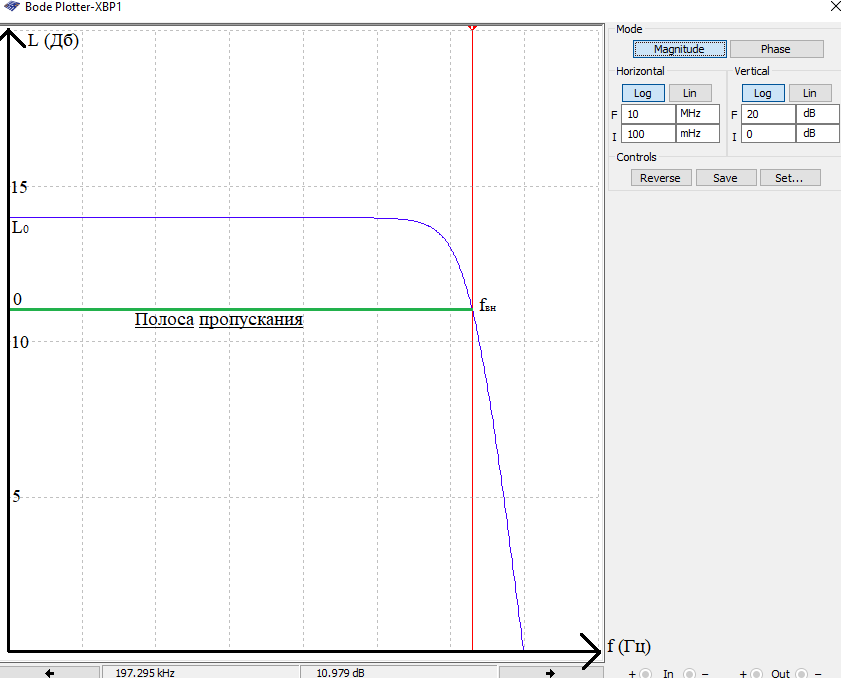 Bode Plotter-XBP1
L (Дб)
15
L₀
0
fвн
Полоса пропускания
10
5
f (Гц)
Mode
Magnitude Phase
Horizontal Vertical
Log Lin Log Lin
F 10 MHz F 20 dB
I 100 mHz I 0 dB
Controls
Reverse Save Set...
197.295 kHz 10.979 dB
+ In − + Out −